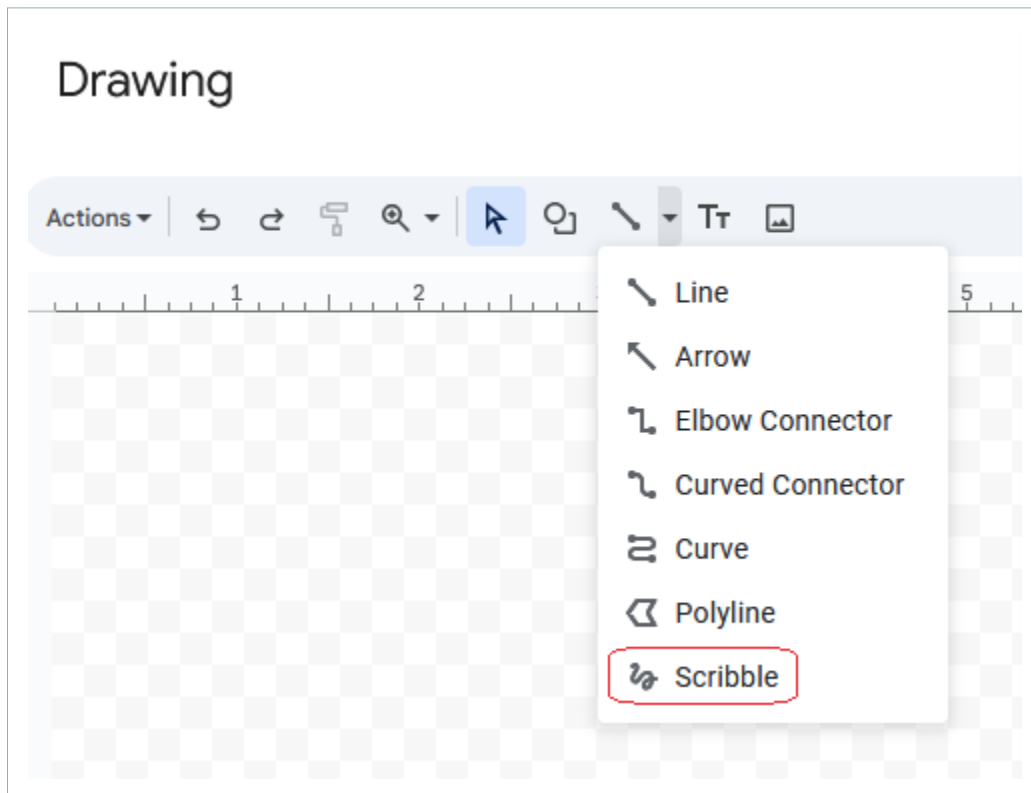 Drawing
Actions
1 2 5
Line
Arrow
Elbow Connector
Curved Connector
Curve
Polyline
Scribble